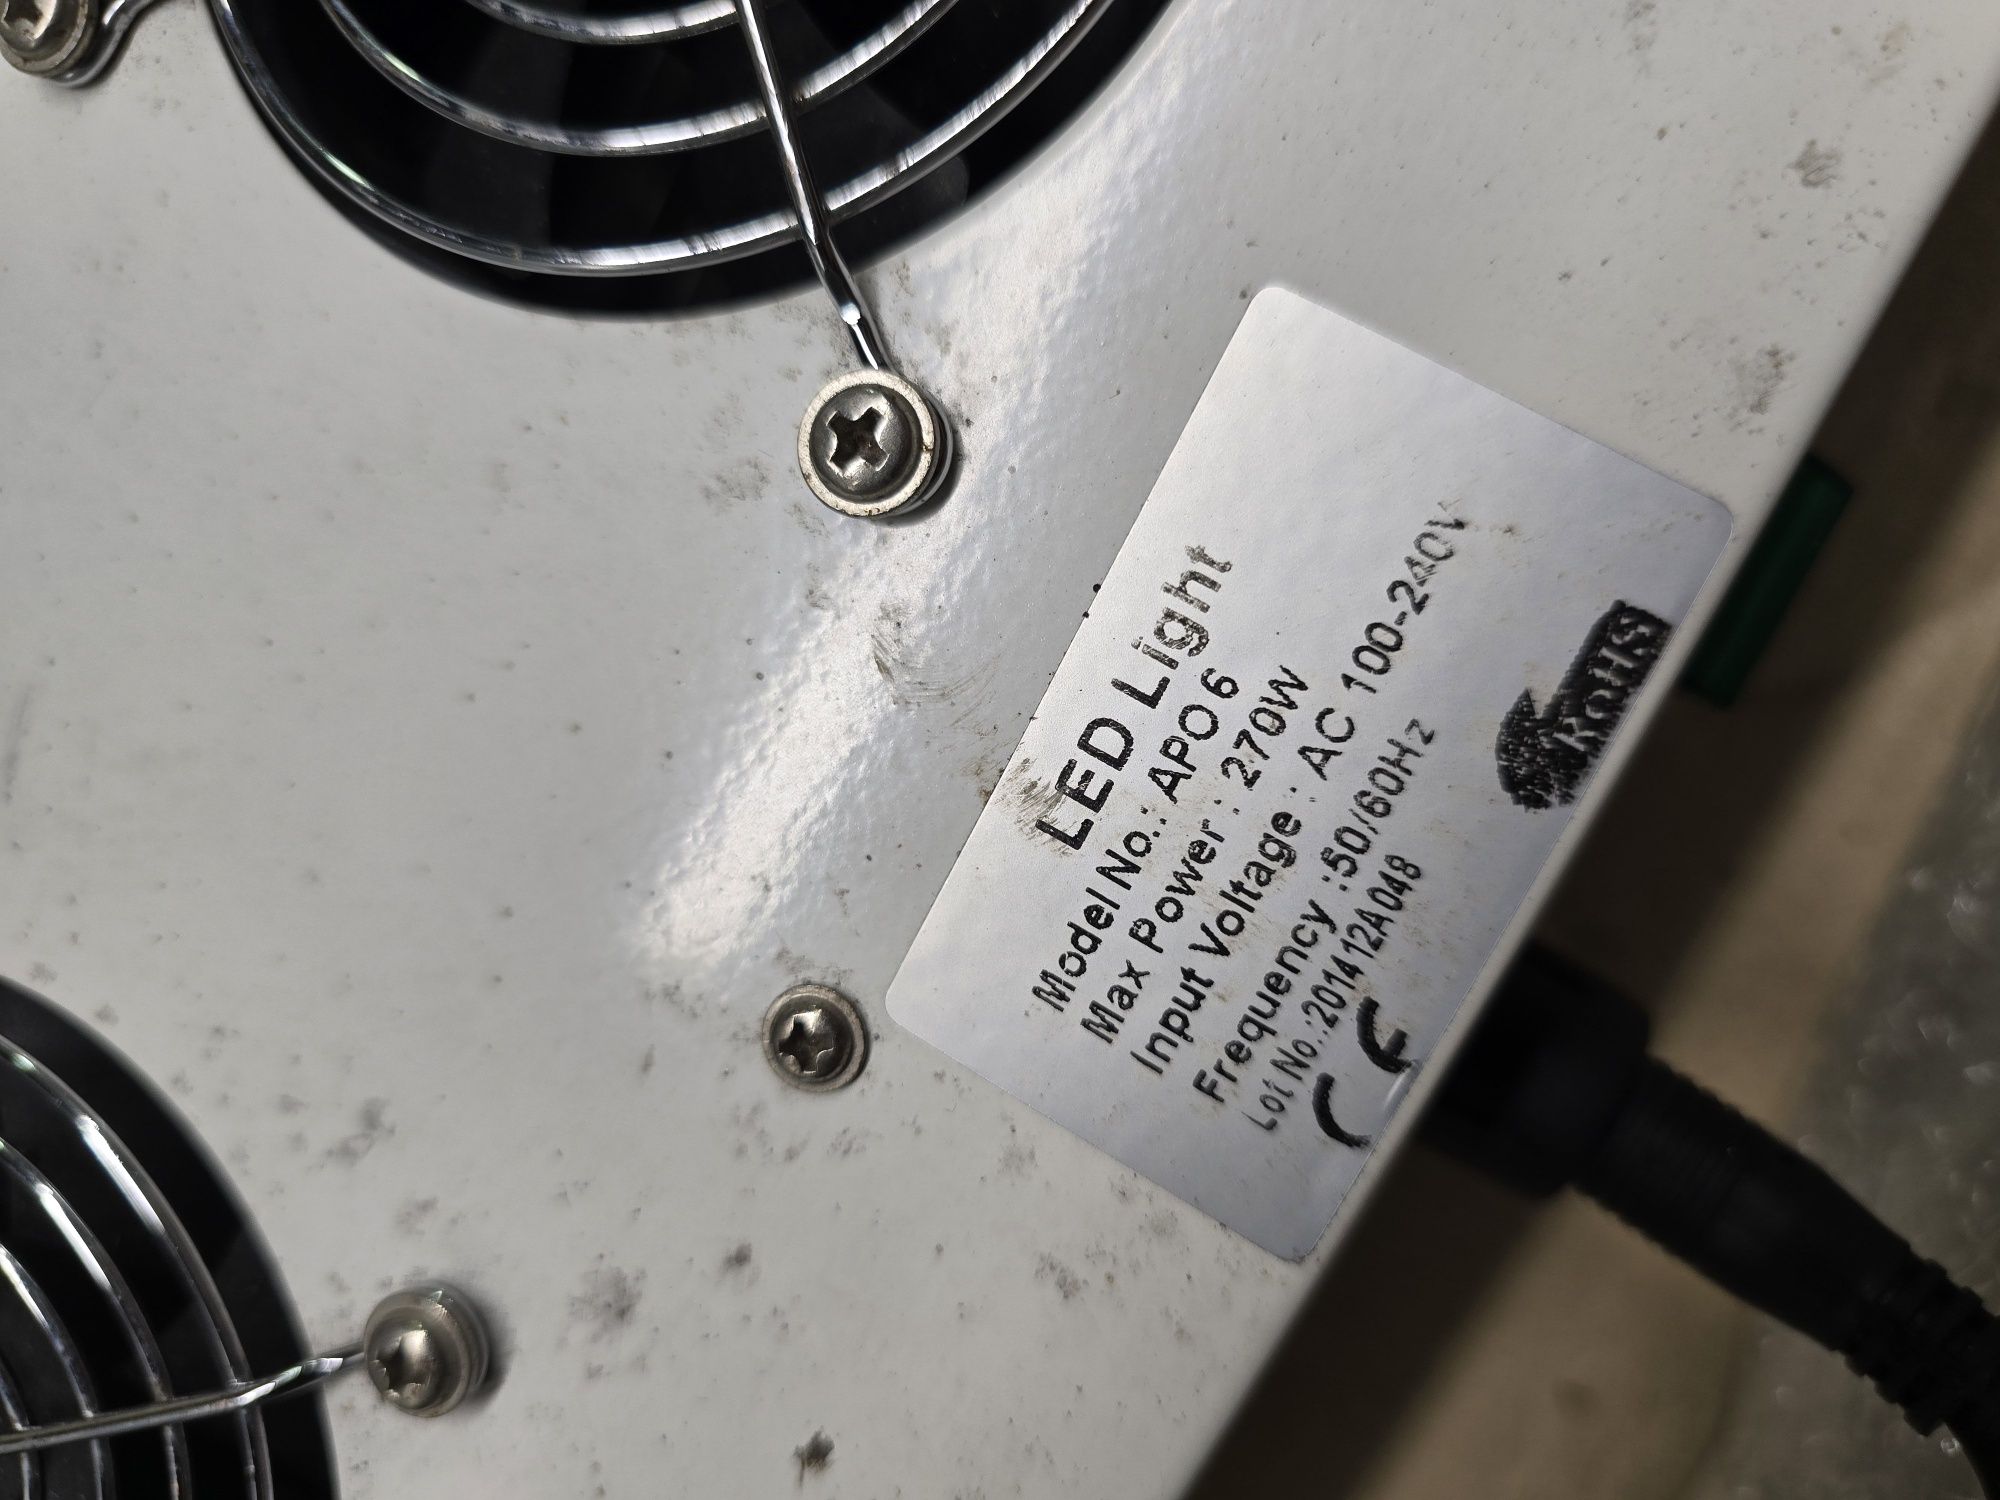 LED Light
Model No.: APO 6
Max Power : 270W
Input Voltage : AC 100-240V
Frequency :50/60Hz
Lot No.:201412A048
CE
RoHS